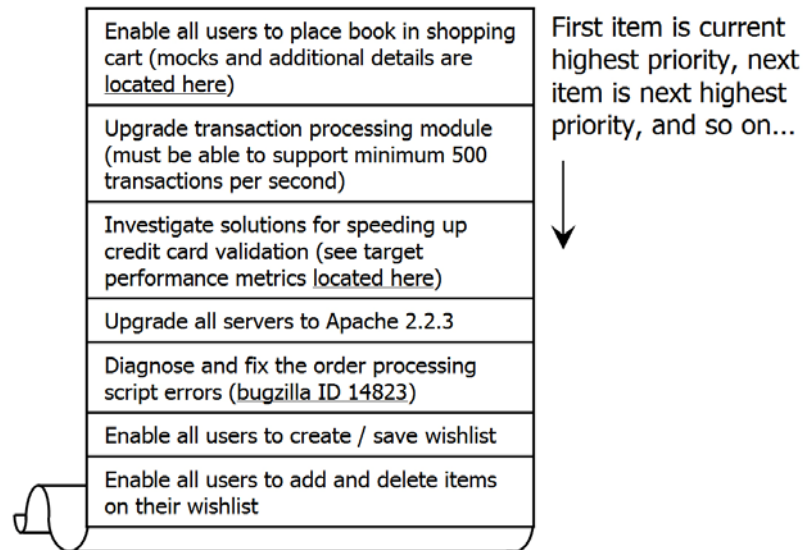 Enable all users to place book in shopping
cart (mocks and additional details are
located here)
Upgrade transaction processing module
(must be able to support minimum 500
transactions per second)
Investigate solutions for speeding up
credit card validation (see target
performance metrics located here)
Upgrade all servers to Apache 2.2.3
Diagnose and fix the order processing
script errors (bugzilla ID 14823)
Enable all users to create / save wishlist
Enable all users to add and delete items
on their wishlist
First item is current
highest priority, next
item is next highest
priority, and so on...